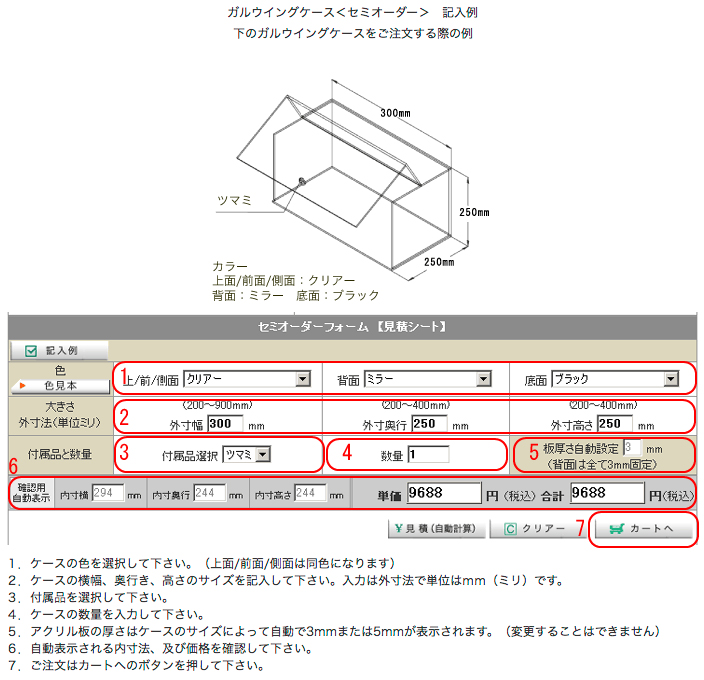 ガルウイングケース＜セミオーダー＞　記入例
下のガルウイングケースをご注文する際の例
300mm
ツマミ
250mm
250mm
カラー
上面/前面/側面：クリアー
背面：ミラー　底面：ブラック
セミオーダーフォーム 【見積シート】
記入例
色
色見本
1 上/前/側面 クリアー 背面 ミラー 底面 ブラック
大きさ
外寸法(単位ミリ)
(200～900mm) (200～400mm) (200～400mm)
2 外寸幅 300 mm 外寸奥行 250 mm 外寸高さ 250 mm
付属品と数量
3 付属品選択 ツマミ 4 数量 1 5 板厚さ自動設定 3 mm
(背面は全て3mm固定)
6
確認用
自動表示
内寸横 294 mm 内寸奥行 244 mm 内寸高さ 244 mm 単価 9688 円 (税込) 合計 9688 円(税込)
¥ 見 積 (自動計算) C クリアー 7 カートへ
1．ケースの色を選択して下さい。（上面/前面/側面は同色になります）
2．ケースの横幅、奥行き、高さのサイズを記入して下さい。入力は外寸法で単位はmm（ミリ）です。
3．付属品を選択して下さい。
4．ケースの数量を入力して下さい。
5．アクリル板の厚さはケースのサイズによって自動で3mmまたは5mmが表示されます。（変更することはできません）
6．自動表示される内寸法、及び価格を確認して下さい。
7．ご注文はカートへのボタンを押して下さい。